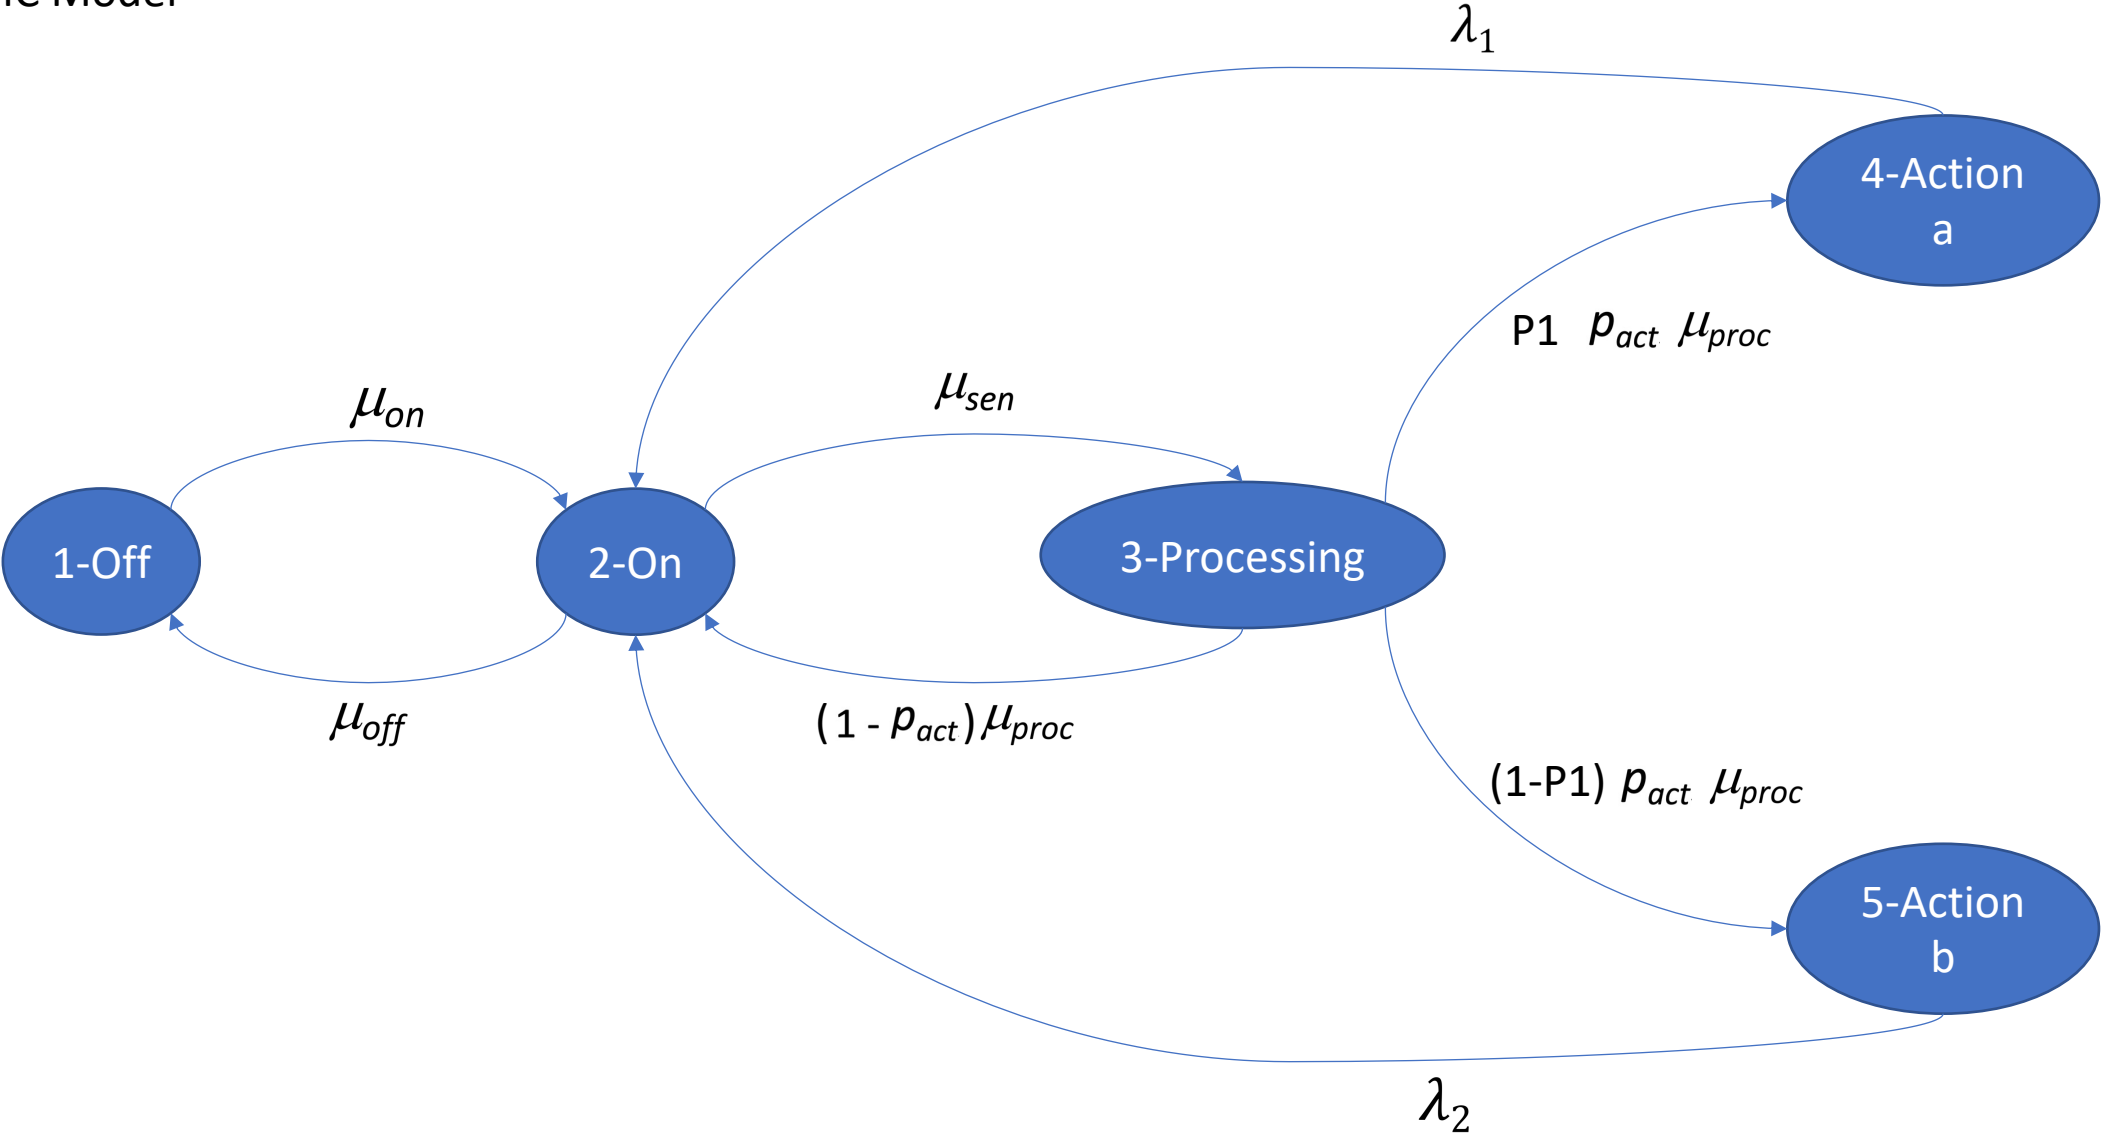 λ₁
4-Action
a
P1 pact μproc
μsen
μon
1-Off
2-On
3-Processing
μoff
(1 - pact)μproc
(1-P1) pact μproc
5-Action
b
λ₂